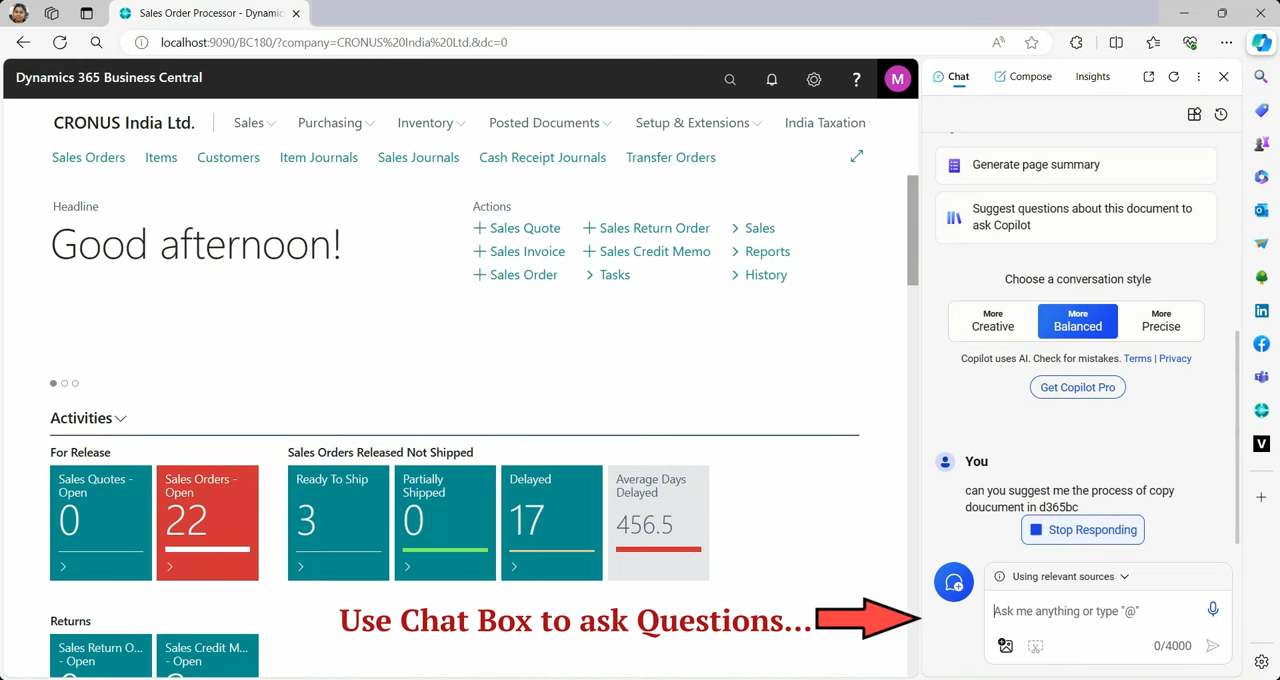 Sales Order Processor - Dynamic
localhost:9090/BC180/?company=CRONUS%20India%20Ltd.&dc=0
Dynamics 365 Business Central
?
M
CRONUS India Ltd.
Sales
Purchasing
Inventory
Posted Documents
Setup & Extensions
India Taxation
Sales Orders
Items
Customers
Item Journals
Sales Journals
Cash Receipt Journals
Transfer Orders
Headline
Good afternoon!
Actions
Sales Quote
Sales Return Order
Sales
Sales Invoice
Sales Credit Memo
Reports
Sales Order
Tasks
History
Activities
For Release
Sales Orders Released Not Shipped
Sales Quotes -
Open
0
Sales Orders -
Open
22
Ready To Ship
3
Partially
Shipped
0
Delayed
17
Average Days
Delayed
456.5
Returns
Sales Return O...
- Open
Sales Credit M...
- Open
Use Chat Box to ask Questions...
Chat
Compose
Insights
Generate page summary
Suggest questions about this document to
ask Copilot
Choose a conversation style
More
Creative
More
Balanced
More
Precise
Copilot uses AI. Check for mistakes. Terms | Privacy
Get Copilot Pro
You
can you suggest me the process of copy
doucument in d365bc
Stop Responding
Using relevant sources
Ask me anything or type "@"
0/4000
V